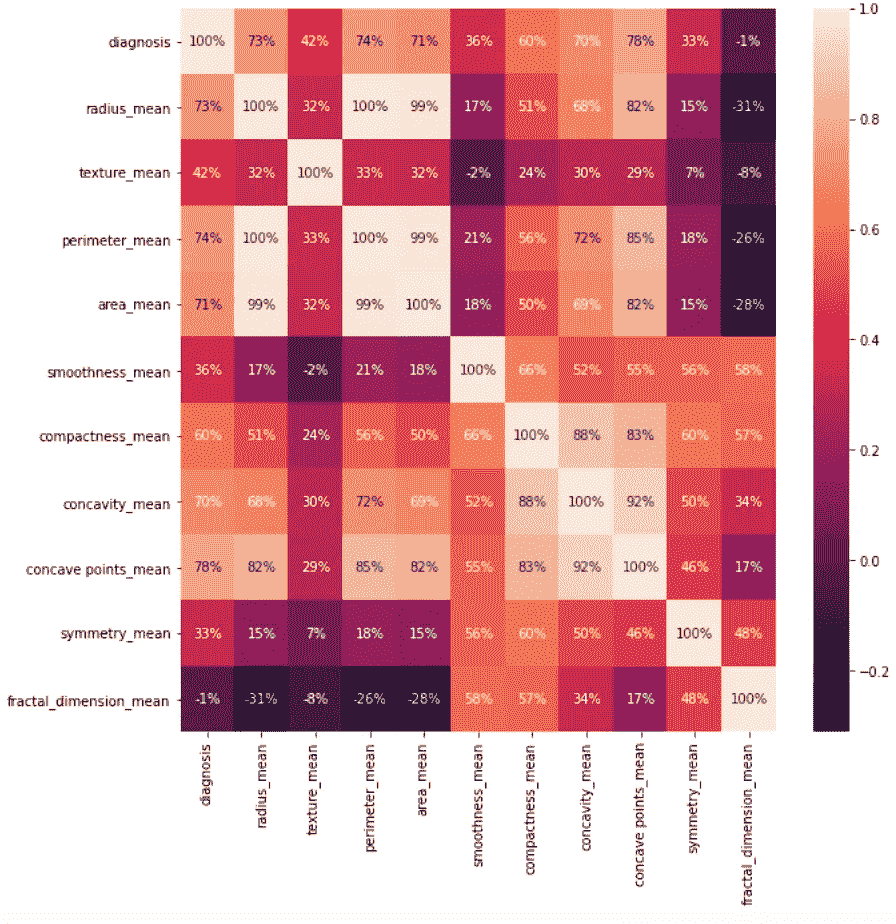 diagnosis 100% 73% 42% 74% 71% 36% 60% 70% 78% 33% -1%
radius_mean 73% 100% 32% 100% 99% 17% 51% 68% 82% 15% -31%
texture_mean 42% 32% 100% 33% 32% -2% 24% 30% 29% 7% -8%
perimeter_mean 74% 100% 33% 100% 99% 21% 56% 72% 85% 18% -26%
area_mean 71% 99% 32% 99% 100% 18% 50% 69% 82% 15% -28%
smoothness_mean 36% 17% -2% 21% 18% 100% 66% 52% 55% 56% 58%
compactness_mean 60% 51% 24% 56% 50% 66% 100% 88% 83% 60% 57%
concavity_mean 70% 68% 30% 72% 69% 52% 88% 100% 92% 50% 34%
concave points_mean 78% 82% 29% 85% 82% 55% 83% 92% 100% 46% 17%
symmetry_mean 33% 15% 7% 18% 15% 56% 60% 50% 46% 100% 48%
fractal_dimension_mean -1% -31% -8% -26% -28% 58% 57% 34% 17% 48% 100%
diagnosis
radius_mean
texture_mean
perimeter_mean
area_mean
smoothness_mean
compactness_mean
concavity_mean
concave points_mean
symmetry_mean
fractal_dimension_mean
1.0
0.8
0.6
0.4
0.2
0.0
−0.2